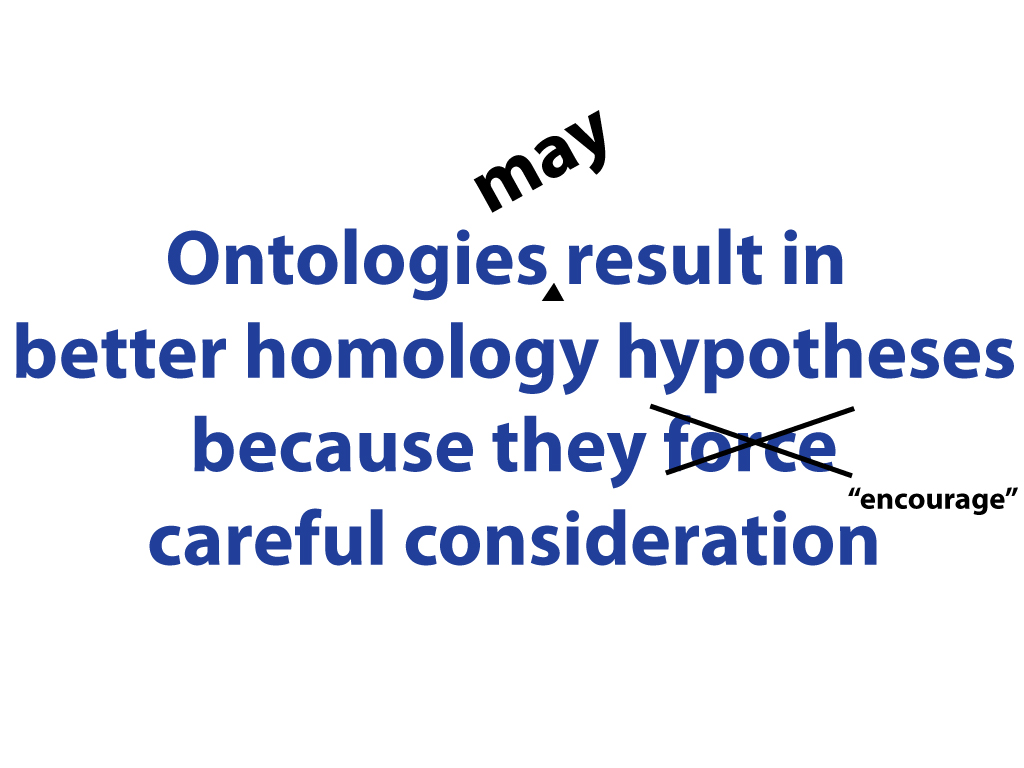 may
Ontologies result in
better homology hypotheses
because they force
“encourage”
careful consideration